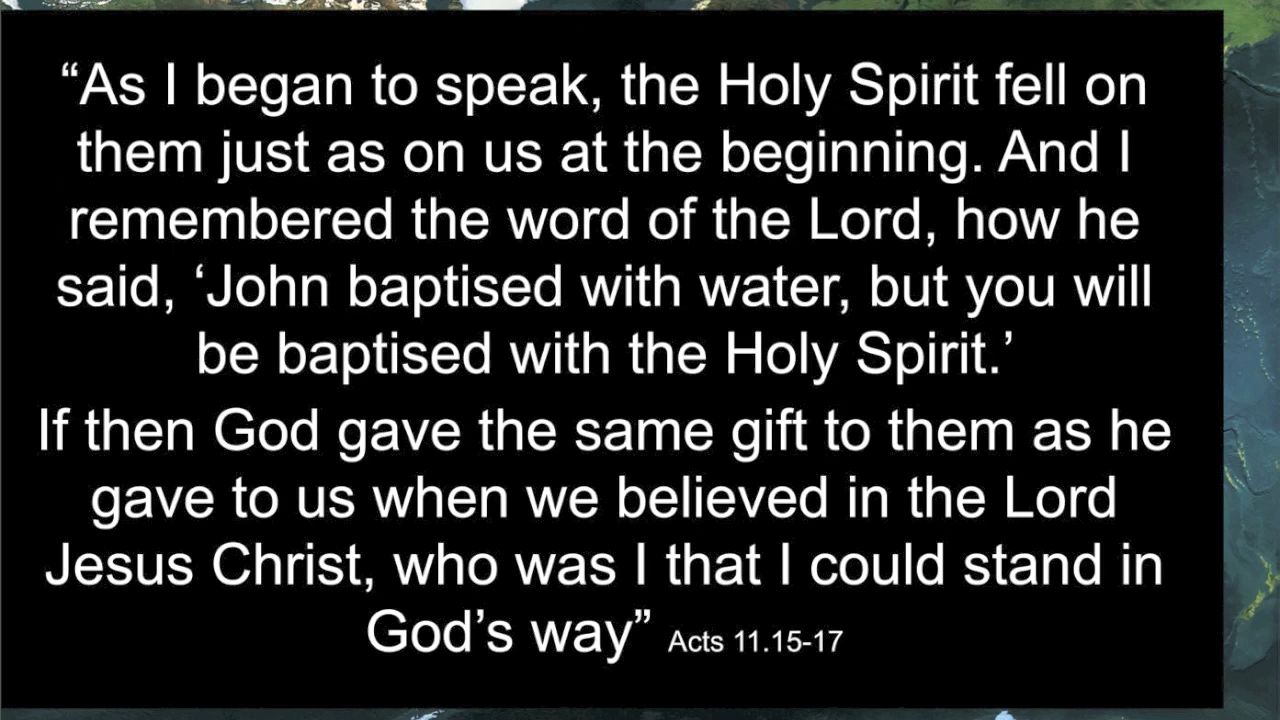 “As I began to speak, the Holy Spirit fell on
them just as on us at the beginning. And I
remembered the word of the Lord, how he
said, ‘John baptised with water, but you will
be baptised with the Holy Spirit.’
If then God gave the same gift to them as he
gave to us when we believed in the Lord
Jesus Christ, who was I that I could stand in
God’s way” Acts 11.15-17